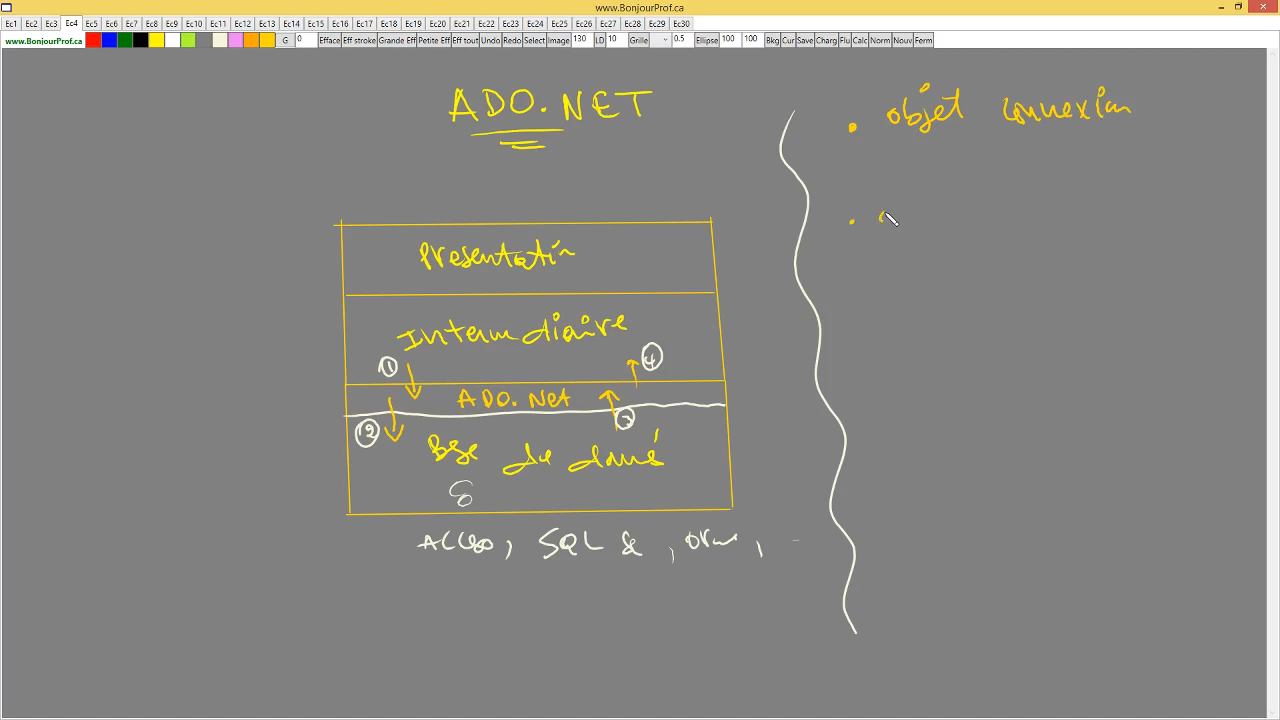 www.BonjourProf.ca
Ec1 Ec2 Ec3 Ec4 Ec5 Ec6 Ec7 Ec8 Ec9 Ec10 Ec11 Ec12 Ec13 Ec14 Ec15 Ec16 Ec17 Ec18 Ec19 Ec20 Ec21 Ec22 Ec23 Ec24 Ec25 Ec26 Ec27 Ec28 Ec29 Ec30
www.BonjourProf.ca G 0 Efface Eff stroke Grande Eff Petite Eff Eff tout Undo Redo Select Image 130 LD 10 Grille 0.5 Ellipse 100 100 Bkg Cur Save Charg Flu Calc Norm Nouv Ferm
ADO.NET
Presentation
Intermediaire
1 4
ADO.Net
2 3
Base de
SQL
• objet connexion
•